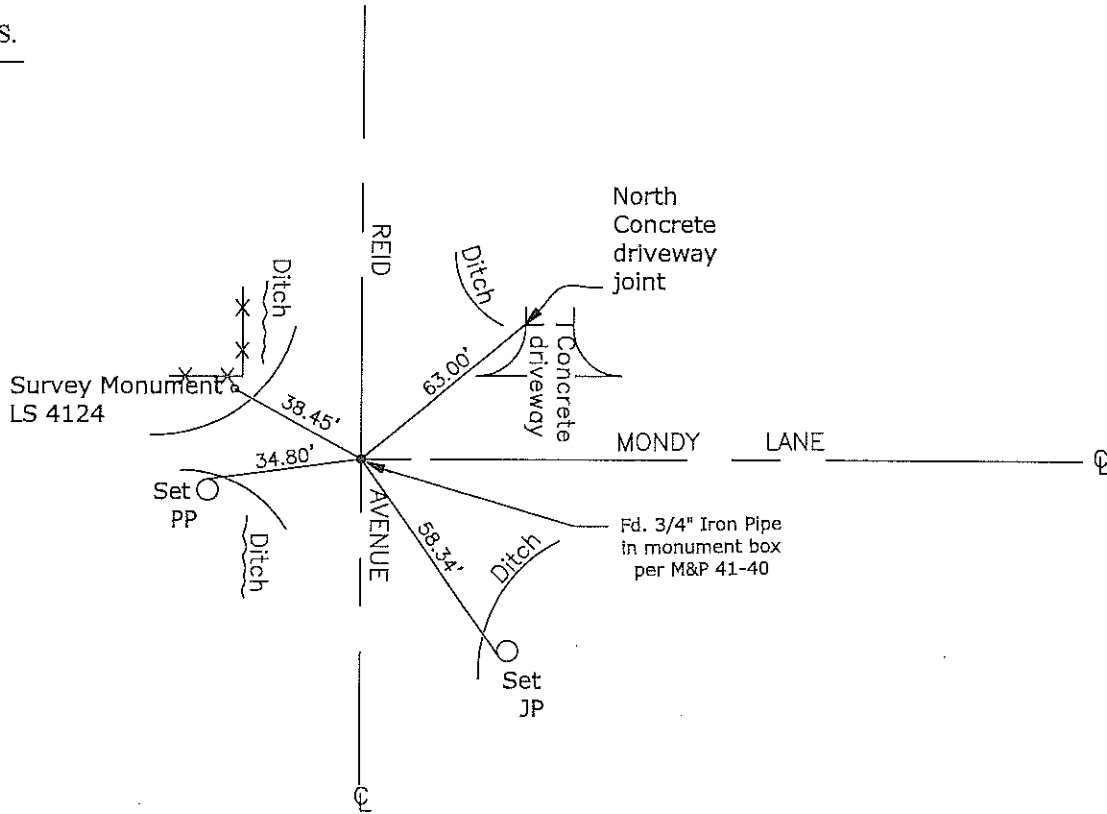 S.
REID
AVENUE
North
Concrete
driveway
joint
Ditch
Ditch
63.00'
Concrete
driveway
Survey Monument
LS 4124
38.45'
MONDY LANE
℄
34.80'
Set
PP
Ditch
58.34'
Ditch
Fd. 3/4" Iron Pipe
in monument box
per M&P 41-40
Set
JP
℄